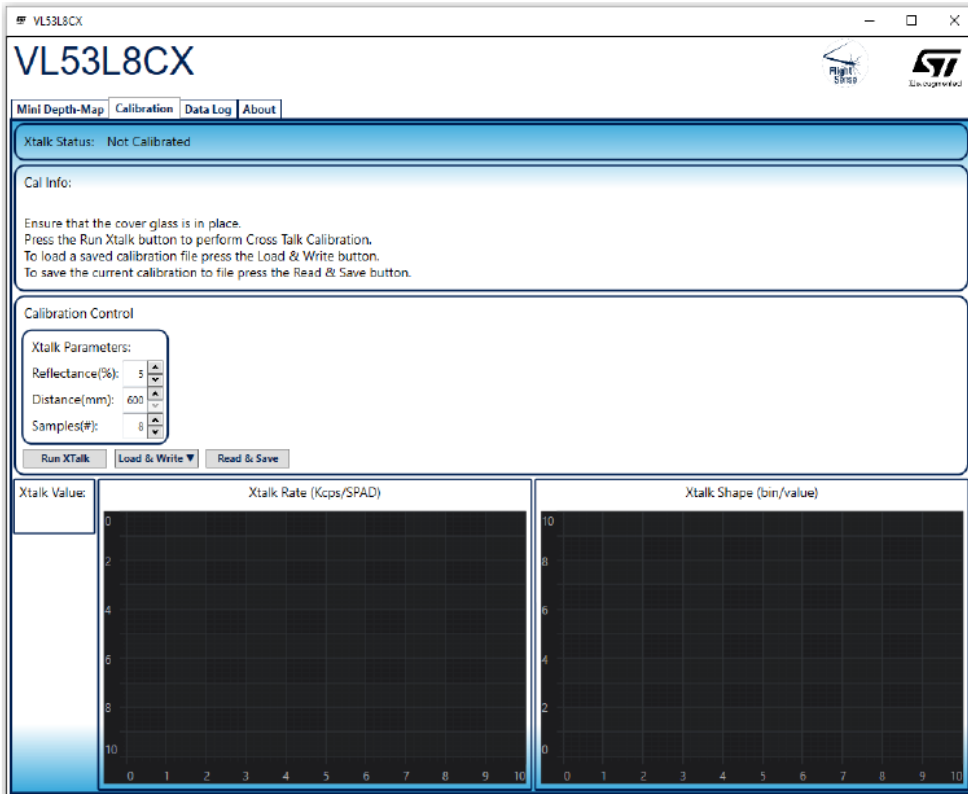 VL53L8CX
VL53L8CX
Flight
Sense
life.augmented
Mini Depth-Map Calibration Data Log About
Xtalk Status: Not Calibrated
Cal Info:
Ensure that the cover glass is in place.
Press the Run Xtalk button to perform Cross Talk Calibration.
To load a saved calibration file press the Load & Write button.
To save the current calibration to file press the Read & Save button.
Calibration Control
Xtalk Parameters:
Reflectance(%): 5
Distance(mm): 600
Samples(#): 8
Run XTalk Load & Write ▼ Read & Save
Xtalk Value:
Xtalk Rate (Kcps/SPAD)
0
2
4
6
8
10
0 1 2 3 4 5 6 7 8 9 10
Xtalk Shape (bin/value)
10
8
6
4
2
0
0 1 2 3 4 5 6 7 8 9 10